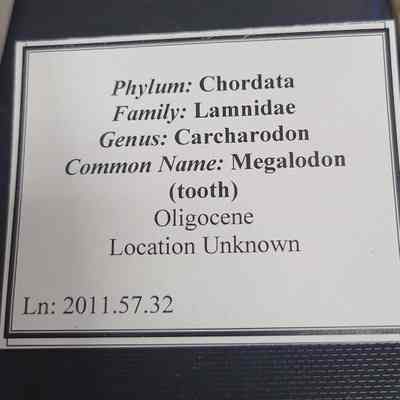 Phylum: Chordata
Family: Lamnidae
Genus: Carcharodon
Common Name: Megalodon
(tooth)
Oligocene
Location Unknown
Ln: 2011.57.32